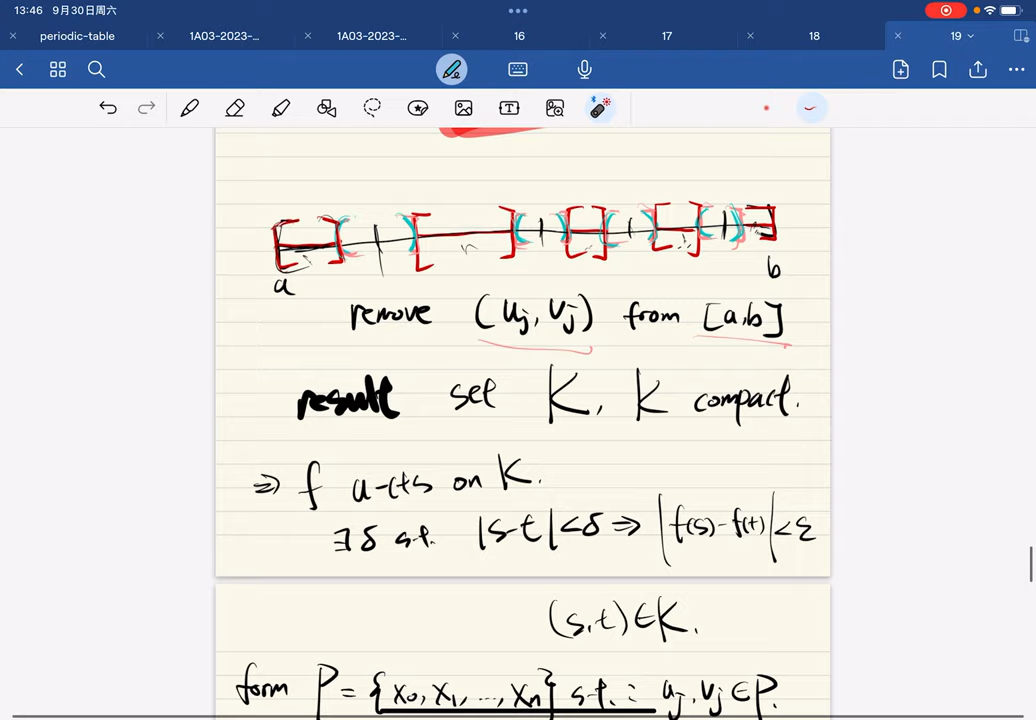 13:46 9月30日周六
periodic-table 1A03-2023-... 1A03-2023-... 16 17 18 19
a b
remove (uj, vj) from [a,b]
result set K, K compact.
⇒ f u-cts on K.
∃ δ s.t. |s-t|<δ ⇒ |f(s)-f(t)|<ε
(s,t)∈K.
form P={x0, x1, ..., xn} s.t. : uj, vj ∈P.